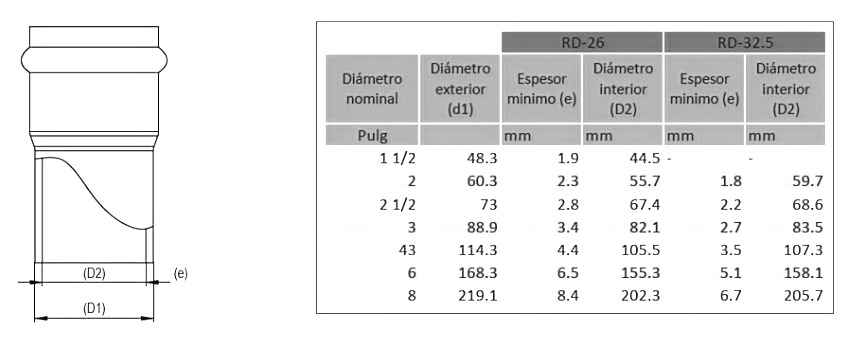 (D2)
(e)
(D1)
RD-26 RD-32.5
Diámetro nominal Diámetro exterior (d1) Espesor minimo (e) Diámetro interior (D2) Espesor minimo (e) Diámetro interior (D2)
Pulg mm mm mm mm
1 1/2 48.3 1.9 44.5 - -
2 60.3 2.3 55.7 1.8 59.7
2 1/2 73 2.8 67.4 2.2 68.6
3 88.9 3.4 82.1 2.7 83.5
43 114.3 4.4 105.5 3.5 107.3
6 168.3 6.5 155.3 5.1 158.1
8 219.1 8.4 202.3 6.7 205.7